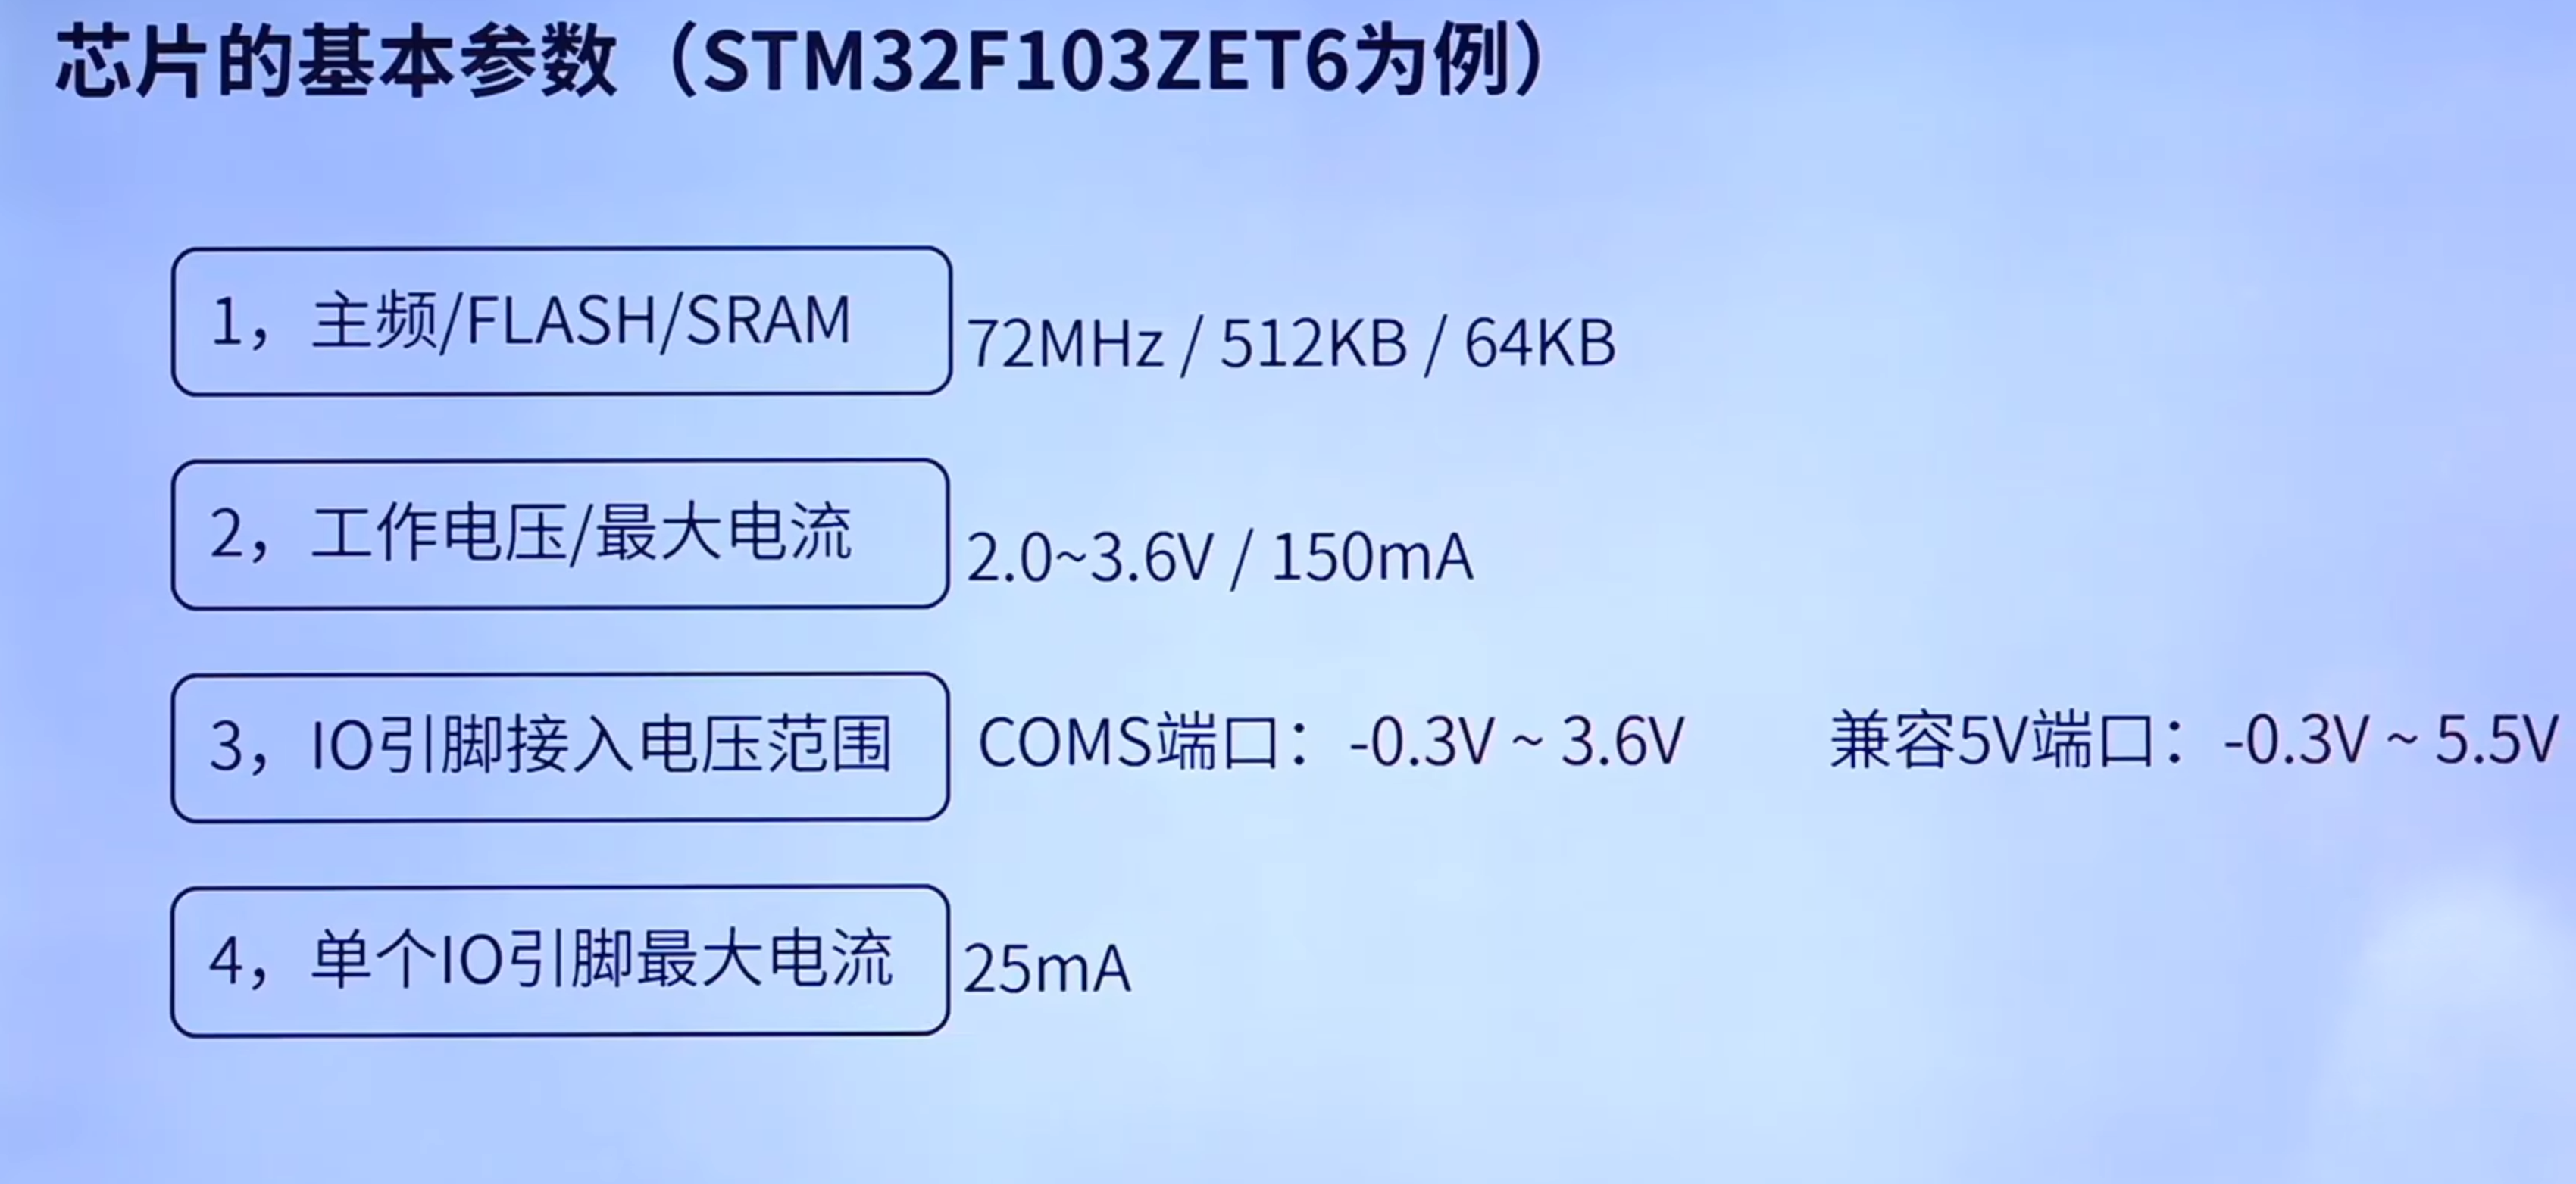 芯片的基本参数（STM32F103ZET6为例）
1，主频/FLASH/SRAM
72MHz / 512KB / 64KB
2，工作电压/最大电流
2.0~3.6V / 150mA
3，IO引脚接入电压范围
COMS端口：-0.3V ~ 3.6V
兼容5V端口：-0.3V ~ 5.5V
4，单个IO引脚最大电流
25mA